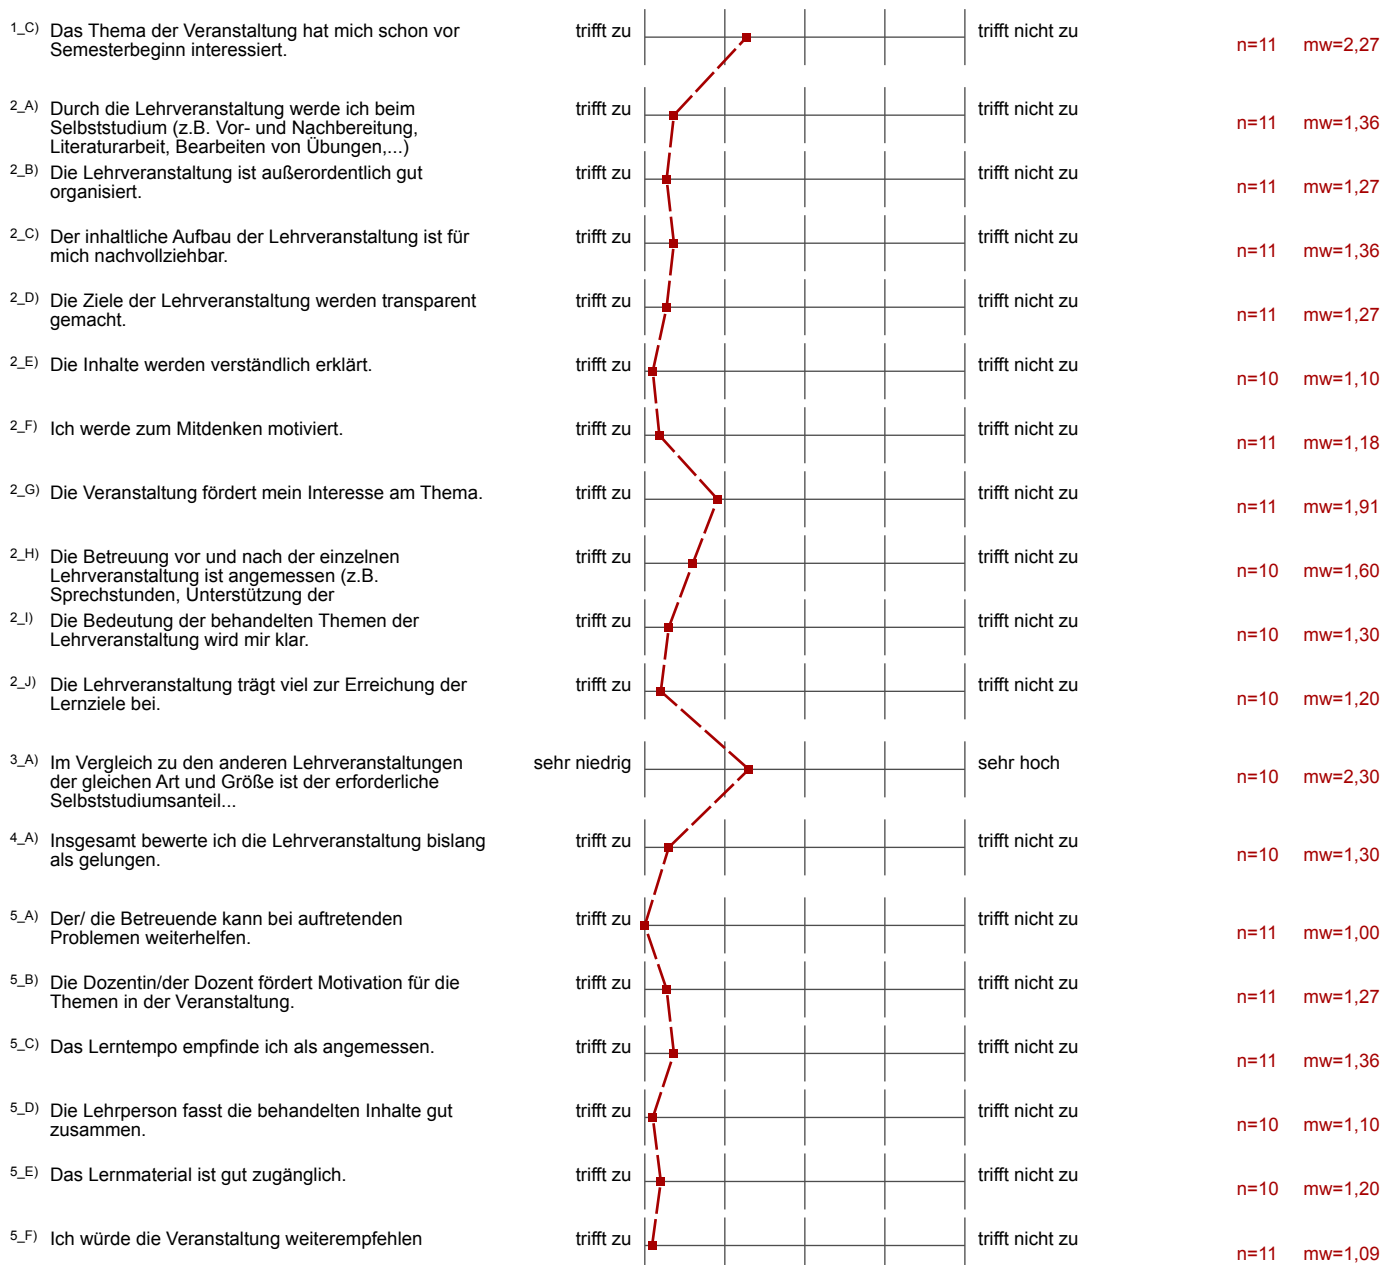 1_C) Das Thema der Veranstaltung hat mich schon vor
Semesterbeginn interessiert.
trifft zu
trifft nicht zu
n=11 mw=2,27
2_A) Durch die Lehrveranstaltung werde ich beim
Selbststudium (z.B. Vor- und Nachbereitung,
Literaturarbeit, Bearbeiten von Übungen,...)
trifft zu
trifft nicht zu
n=11 mw=1,36
2_B) Die Lehrveranstaltung ist außerordentlich gut
organisiert.
trifft zu
trifft nicht zu
n=11 mw=1,27
2_C) Der inhaltliche Aufbau der Lehrveranstaltung ist für
mich nachvollziehbar.
trifft zu
trifft nicht zu
n=11 mw=1,36
2_D) Die Ziele der Lehrveranstaltung werden transparent
gemacht.
trifft zu
trifft nicht zu
n=11 mw=1,27
2_E) Die Inhalte werden verständlich erklärt.
trifft zu
trifft nicht zu
n=10 mw=1,10
2_F) Ich werde zum Mitdenken motiviert.
trifft zu
trifft nicht zu
n=11 mw=1,18
2_G) Die Veranstaltung fördert mein Interesse am Thema.
trifft zu
trifft nicht zu
n=11 mw=1,91
2_H) Die Betreuung vor und nach der einzelnen
Lehrveranstaltung ist angemessen (z.B.
Sprechstunden, Unterstützung der
trifft zu
trifft nicht zu
n=10 mw=1,60
2_I) Die Bedeutung der behandelten Themen der
Lehrveranstaltung wird mir klar.
trifft zu
trifft nicht zu
n=10 mw=1,30
2_J) Die Lehrveranstaltung trägt viel zur Erreichung der
Lernziele bei.
trifft zu
trifft nicht zu
n=10 mw=1,20
3_A) Im Vergleich zu den anderen Lehrveranstaltungen
der gleichen Art und Größe ist der erforderliche
Selbststudiumsanteil...
sehr niedrig
sehr hoch
n=10 mw=2,30
4_A) Insgesamt bewerte ich die Lehrveranstaltung bislang
als gelungen.
trifft zu
trifft nicht zu
n=10 mw=1,30
5_A) Der/ die Betreuende kann bei auftretenden
Problemen weiterhelfen.
trifft zu
trifft nicht zu
n=11 mw=1,00
5_B) Die Dozentin/der Dozent fördert Motivation für die
Themen in der Veranstaltung.
trifft zu
trifft nicht zu
n=11 mw=1,27
5_C) Das Lerntempo empfinde ich als angemessen.
trifft zu
trifft nicht zu
n=11 mw=1,36
5_D) Die Lehrperson fasst die behandelten Inhalte gut
zusammen.
trifft zu
trifft nicht zu
n=10 mw=1,10
5_E) Das Lernmaterial ist gut zugänglich.
trifft zu
trifft nicht zu
n=10 mw=1,20
5_F) Ich würde die Veranstaltung weiterempfehlen
trifft zu
trifft nicht zu
n=11 mw=1,09